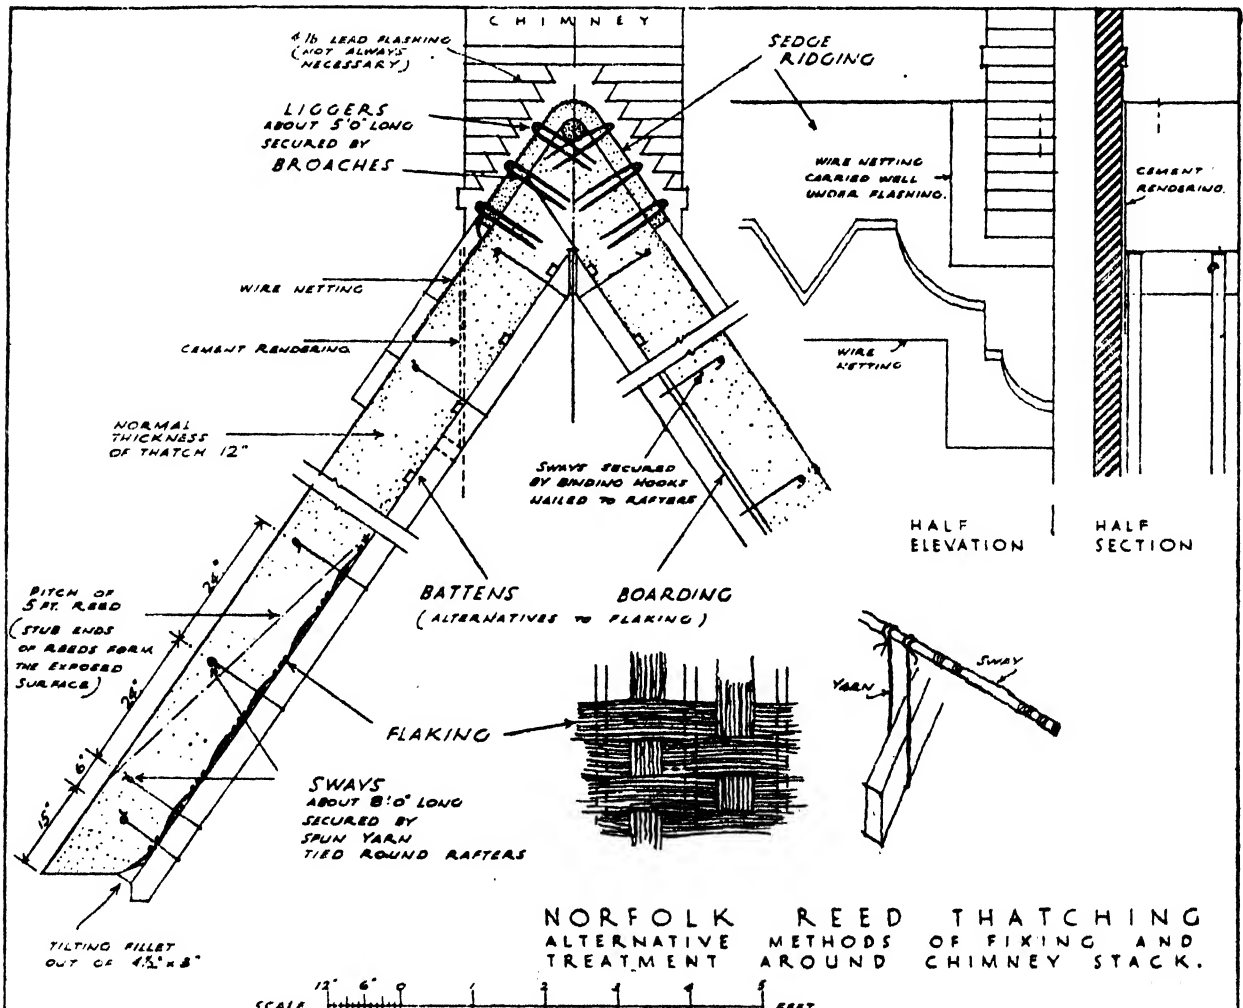 CHIMNEY
4 lb LEAD FLASHING
(NOT ALWAYS
NECESSARY)
SEDGE
RIDGING
LIGGERS
ABOUT 5'0" LONG
SECURED BY
BROACHES
WIRE NETTING
CARRIED WELL
UNDER FLASHING.
CEMENT
RENDERING.
WIRE NETTING
CEMENT RENDERING
WIRE
NETTING
NORMAL
THICKNESS
OF THATCH 12"
SWAYS SECURED
BY BINDING HOOKS
NAILED TO RAFTERS
HALF
ELEVATION
HALF
SECTION
24"
PITCH OF
5 FT. REED
(STUB ENDS
OF REEDS FORM
THE EXPOSED
SURFACE)
BATTENS
BOARDING
(ALTERNATIVES TO FLAKING)
24"
6"
15"
FLAKING
YARN
SWAY
SWAYS
ABOUT 8'0" LONG
SECURED BY
SPUN YARN
TIED ROUND RAFTERS
TILTING FILLET
NORFOLK REED THATCHING
ALTERNATIVE METHODS OF FIXING AND
TREATMENT AROUND CHIMNEY STACK.
12" 6" 0 1 2 3 4 5
SCALE FEET